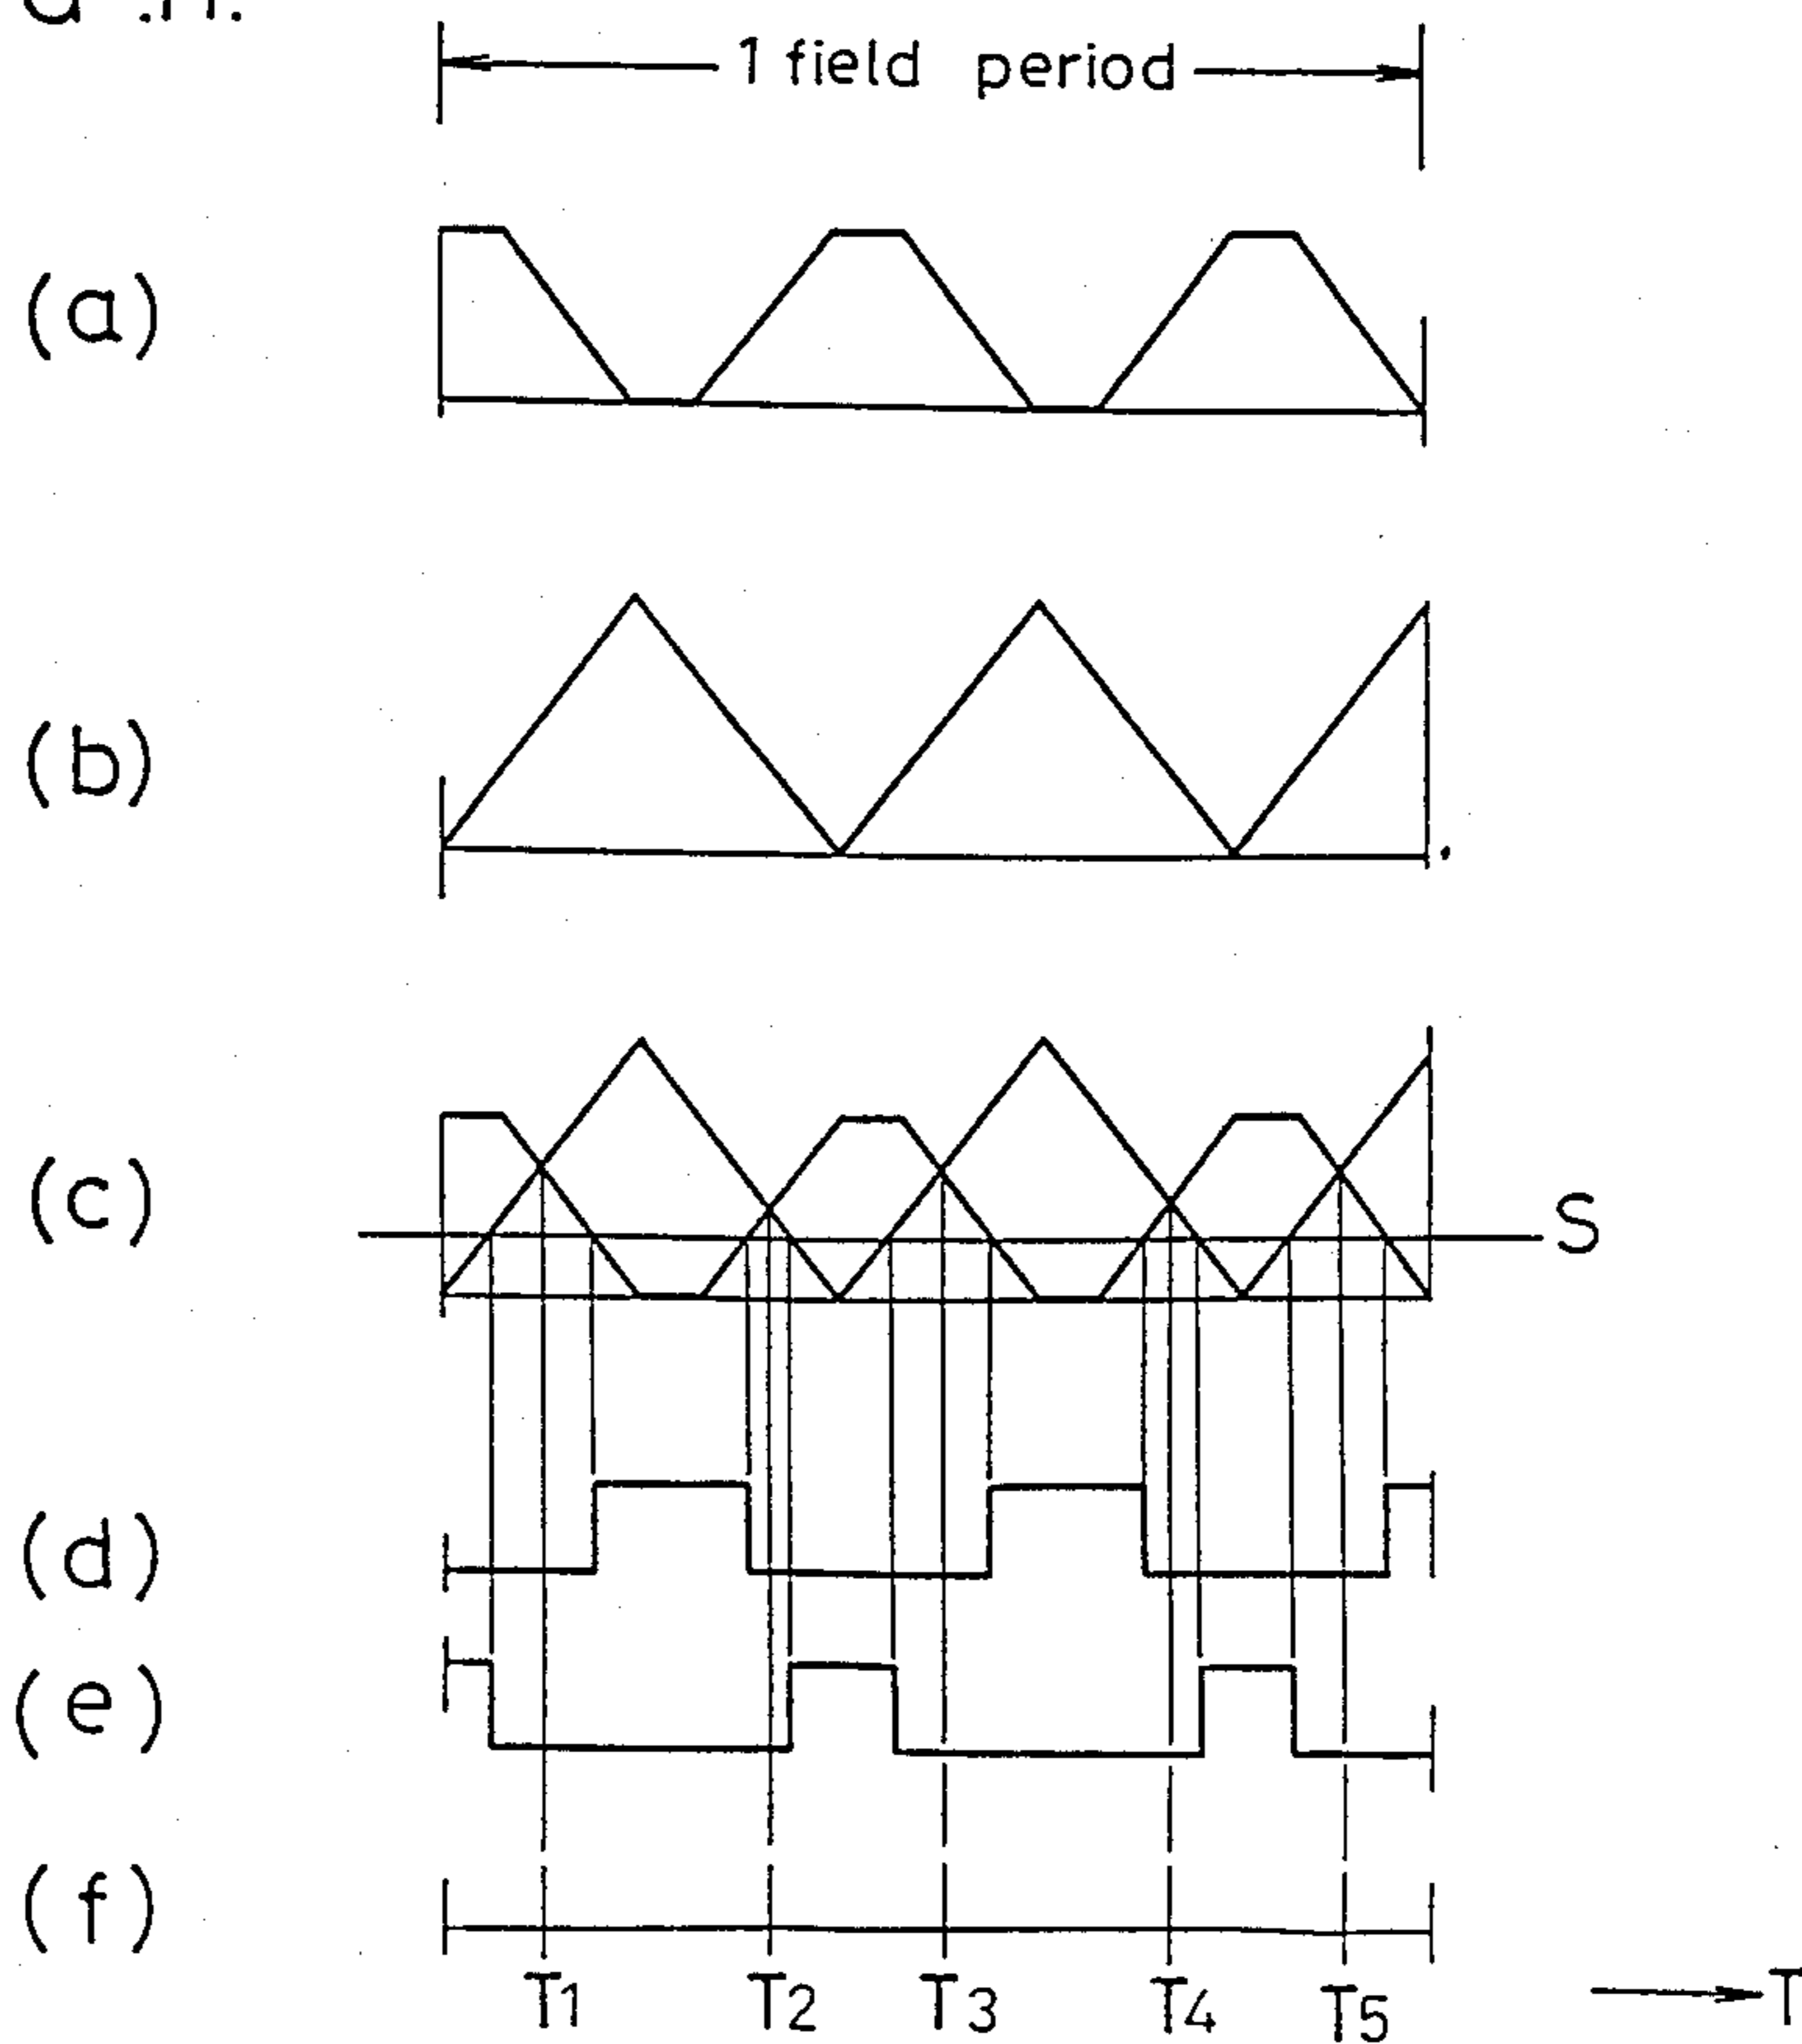 1 field period
(a)
(b)
(c)
S
(d)
(e)
(f)
T1 T2 T3 T4 T5 T